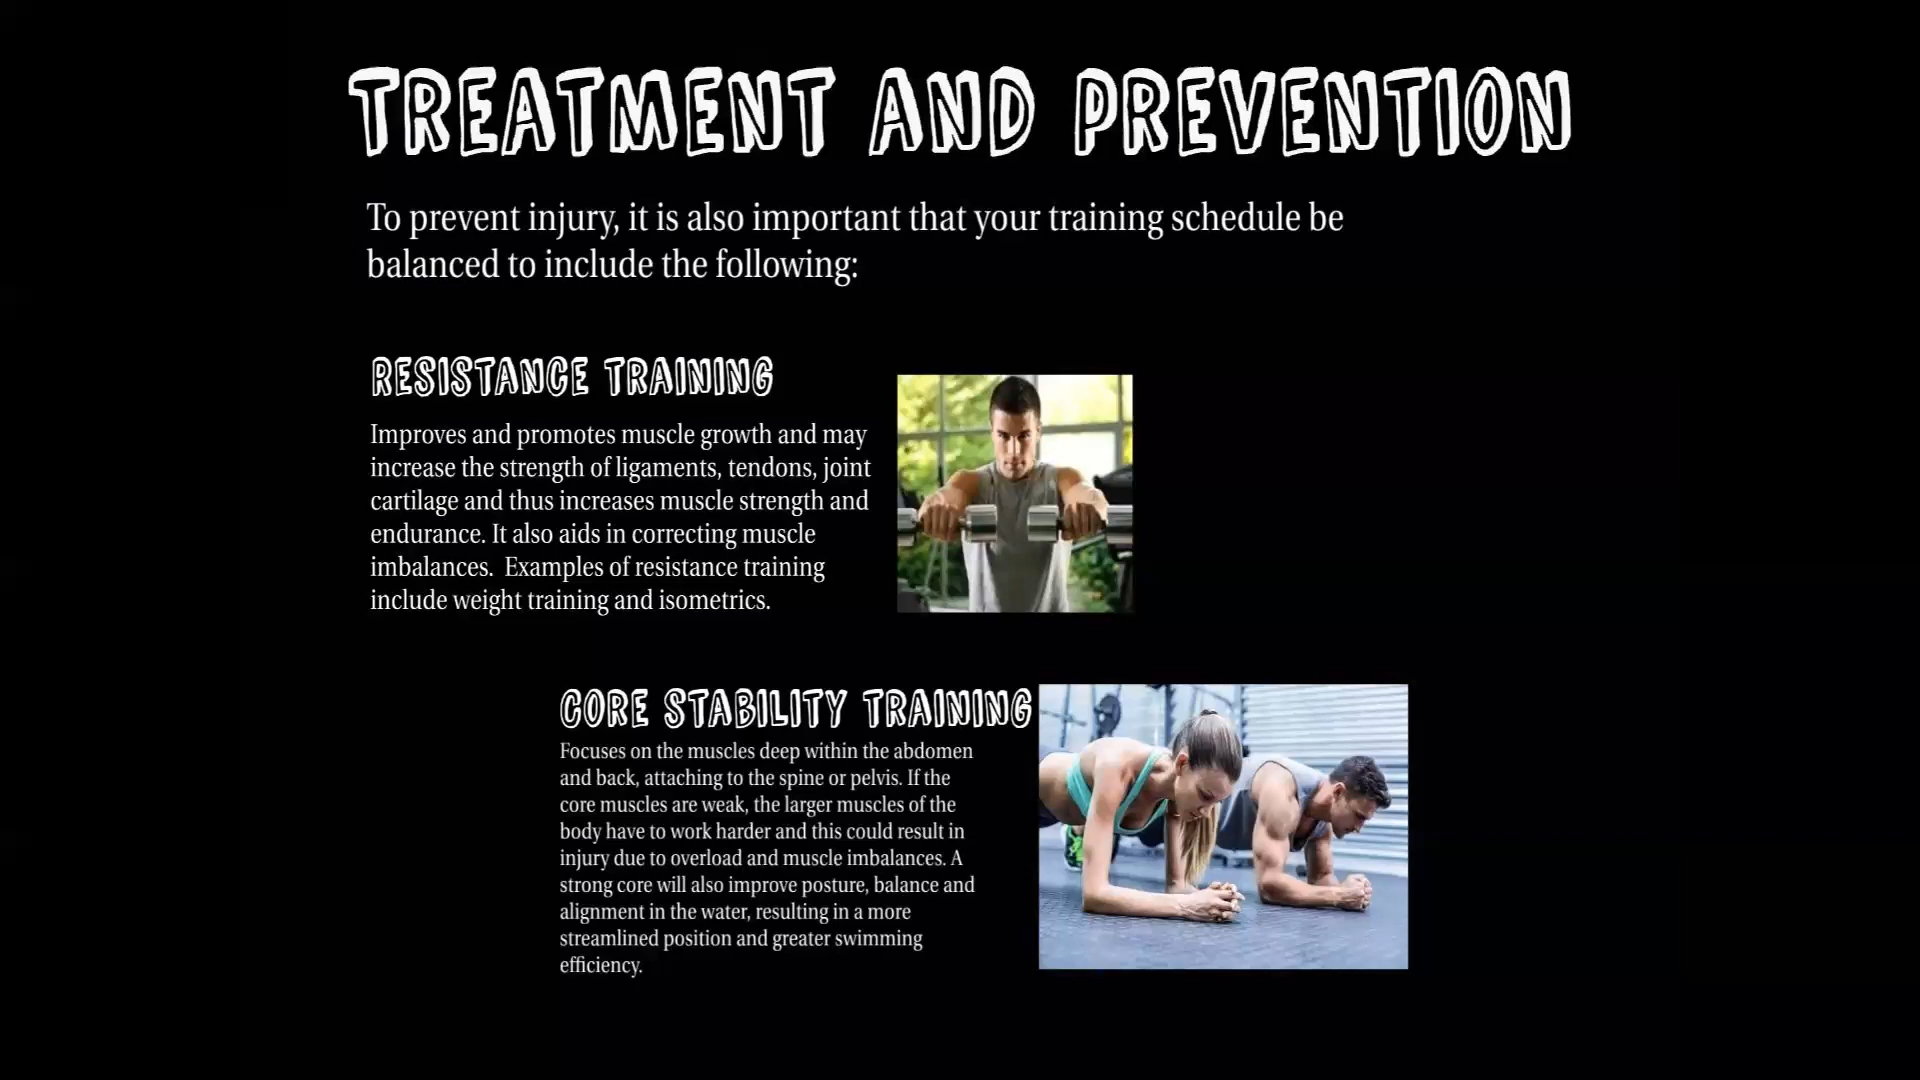 TREATMENT AND PREVENTION
To prevent injury, it is also important that your training schedule be
balanced to include the following:
RESISTANCE TRAINING
Improves and promotes muscle growth and may
increase the strength of ligaments, tendons, joint
cartilage and thus increases muscle strength and
endurance. It also aids in correcting muscle
imbalances.  Examples of resistance training
include weight training and isometrics.
CORE STABILITY TRAINING
Focuses on the muscles deep within the abdomen
and back, attaching to the spine or pelvis. If the
core muscles are weak, the larger muscles of the
body have to work harder and this could result in
injury due to overload and muscle imbalances. A
strong core will also improve posture, balance and
alignment in the water, resulting in a more
streamlined position and greater swimming
efficiency.